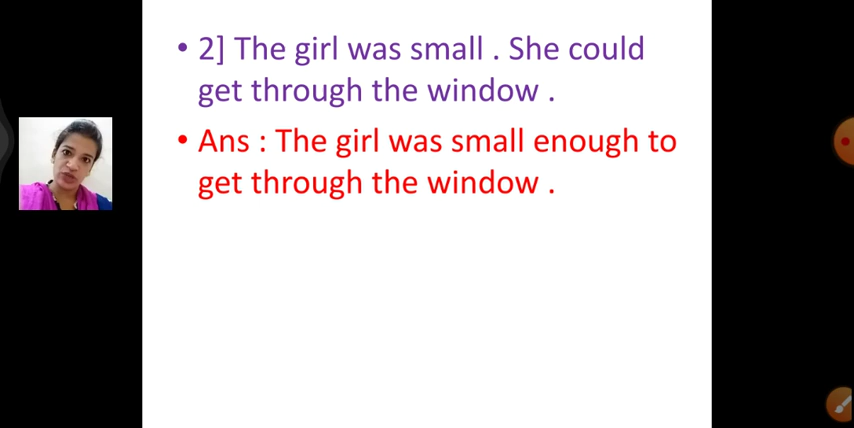 • 2] The girl was small . She could
get through the window .
• Ans : The girl was small enough to
get through the window .